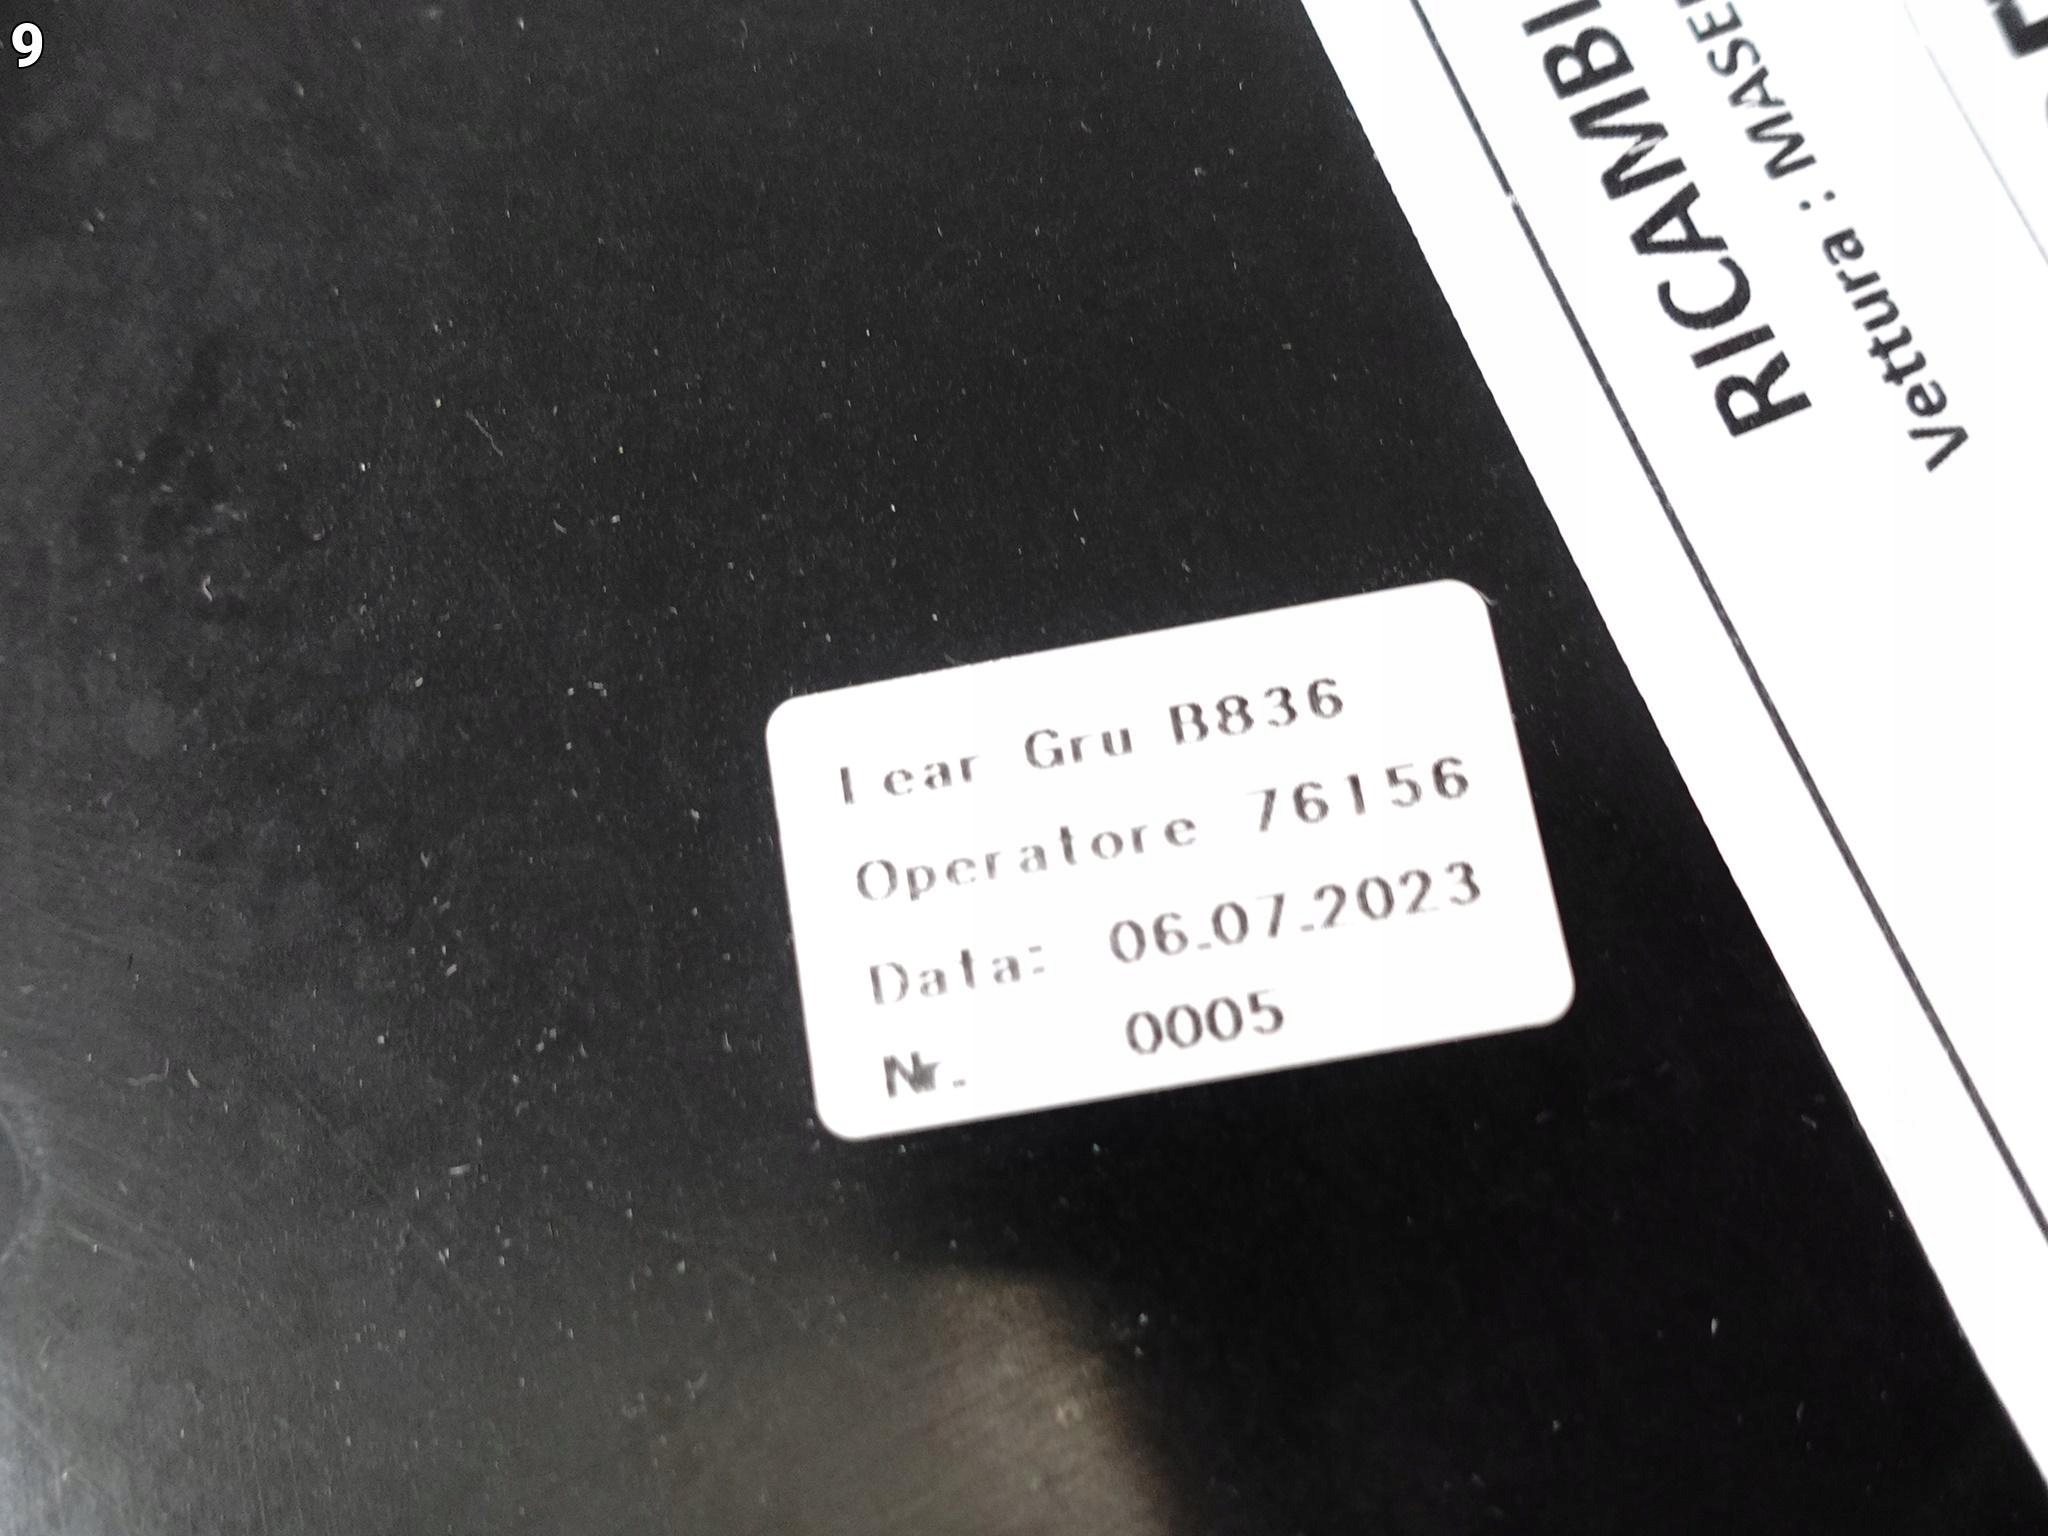 9
RICAMBI
Vettura : MASE
Lear Gru B836
Operatore 76156
Data: 06.07.2023
Nr. 0005